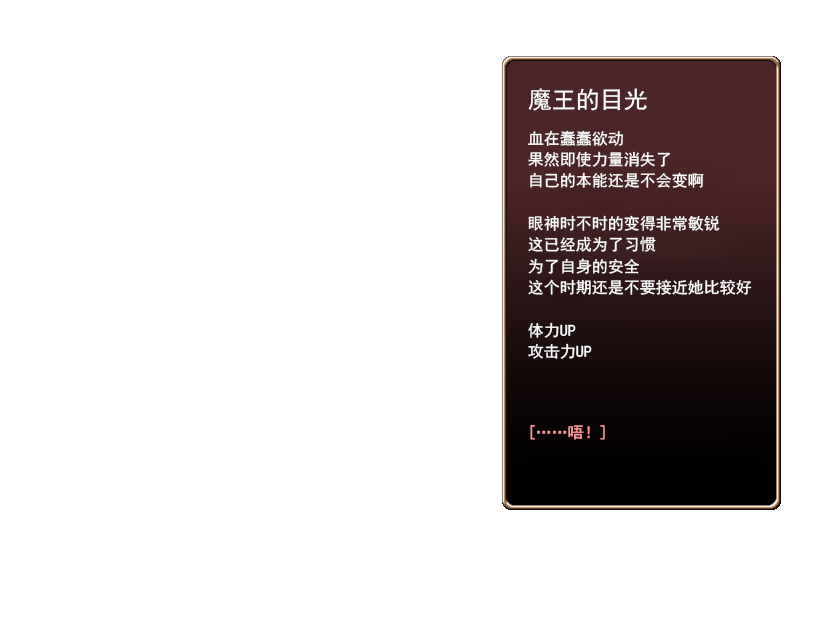 魔王的目光
血在蠢蠢欲动
果然即使力量消失了
自己的本能还是不会变啊
眼神时不时的变得非常敏锐
这已经成为了习惯
为了自身的安全
这个时期还是不要接近她比较好
体力UP
攻击力UP
[……唔！]